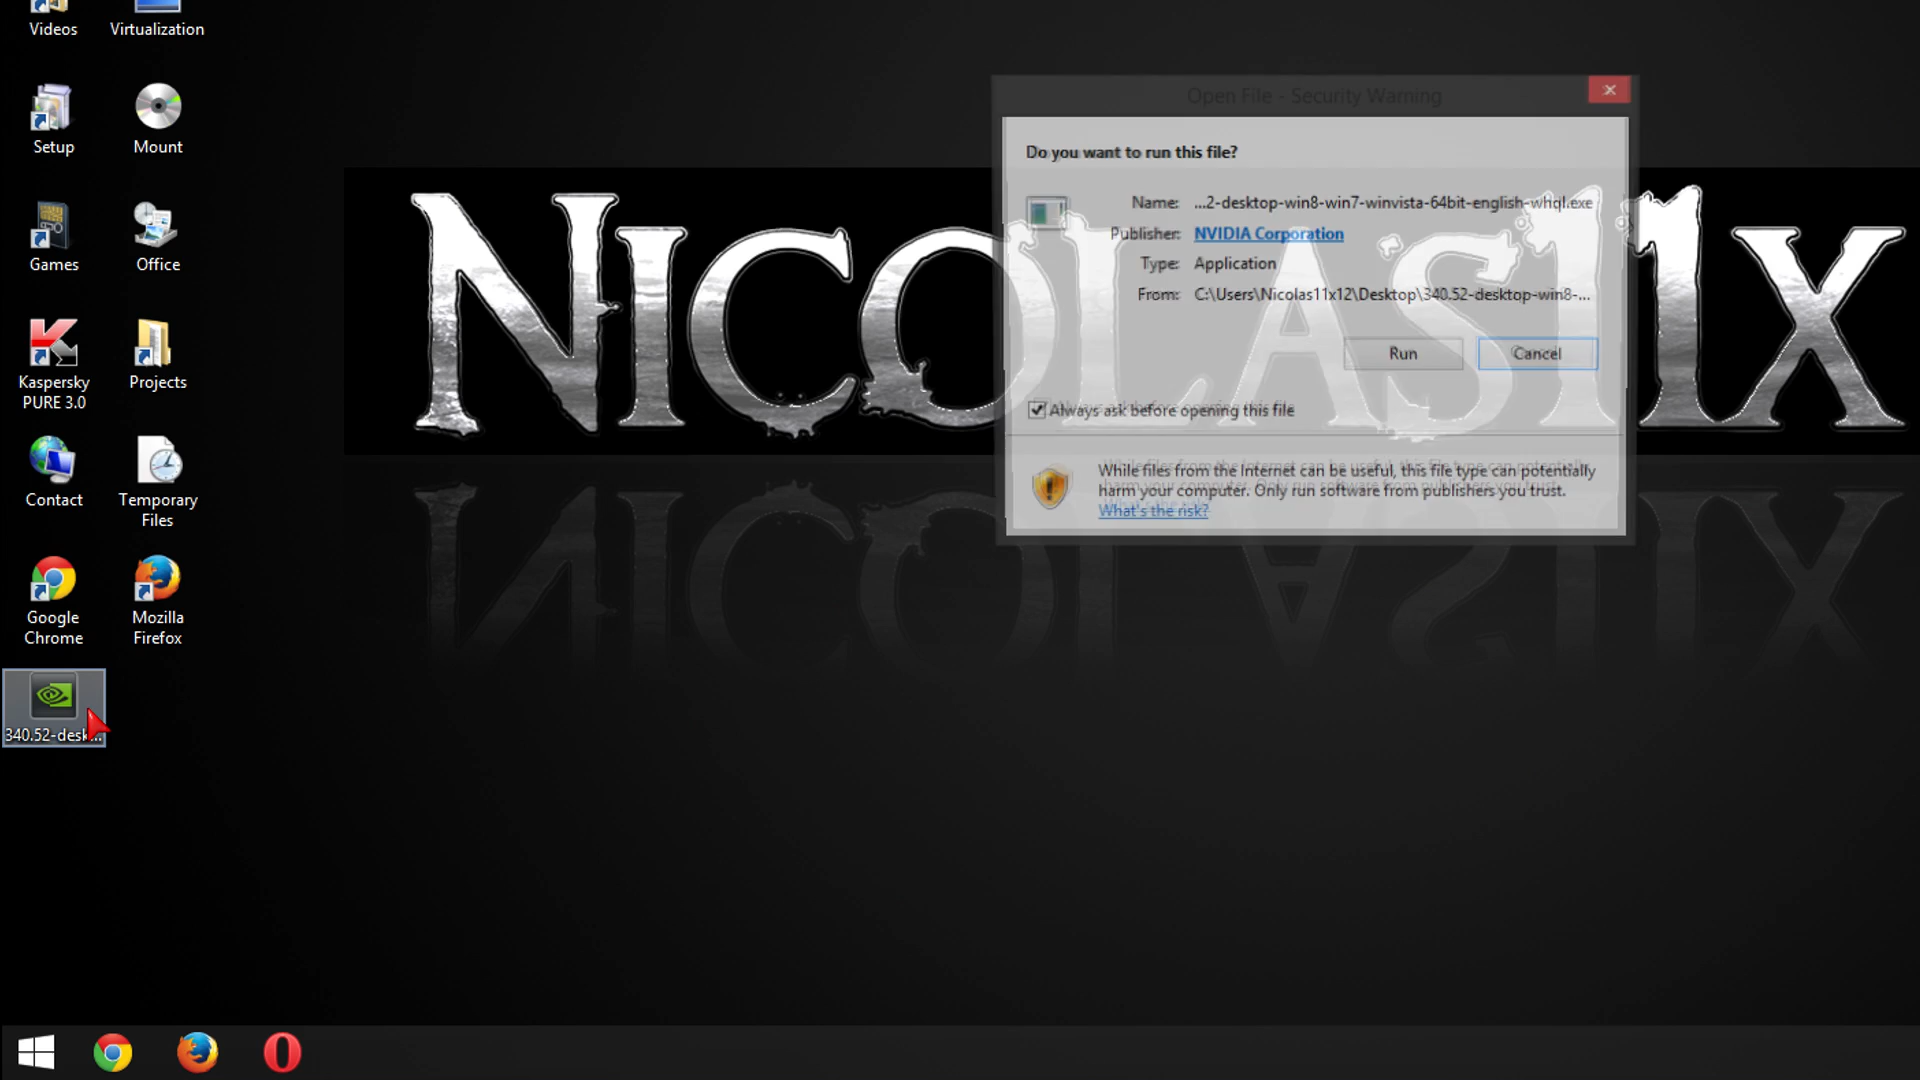 Videos
Virtualization
Setup
Mount
Games
Office
Kaspersky
PURE 3.0
Projects
Contact
Temporary
Files
Google
Chrome
Mozilla
Firefox
340.52-desk...
NICOLAS11X
Open File - Security Warning
Do you want to run this file?
Name: ...2-desktop-win8-win7-winvista-64bit-english-whql.exe
Publisher: NVIDIA Corporation
Type: Application
From: C:\Users\Nicolas11x12\Desktop\340.52-desktop-win8-...
Run
Cancel
Always ask before opening this file
While files from the Internet can be useful, this file type can potentially
harm your computer. Only run software from publishers you trust.
What's the risk?